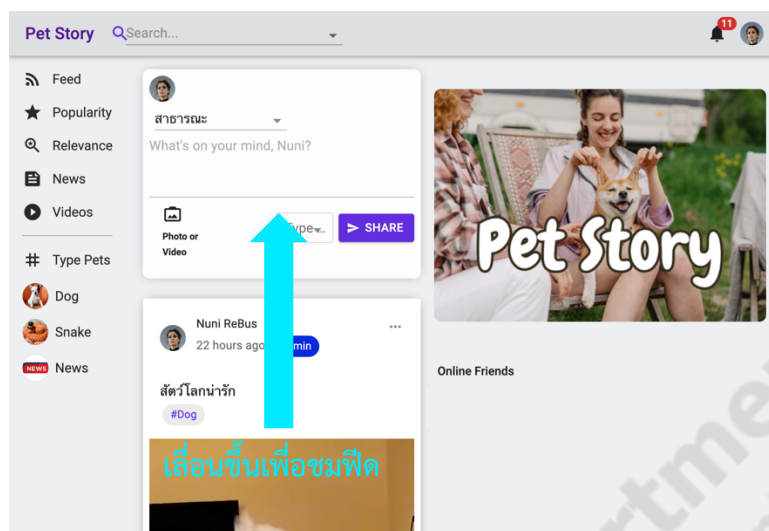 Pet Story
Search...
11
Feed
Popularity
Relevance
News
Videos
Type Pets
Dog
Snake
NEWS News
สาธารณะ
What's on your mind, Nuni?
Photo or
Video
Type...
SHARE
Pet Story
Nuni ReBus
22 hours ago
สัตว์โลกน่ารัก
#Dog
เลื่อนขึ้นเพื่อชมฟีด
Online Friends